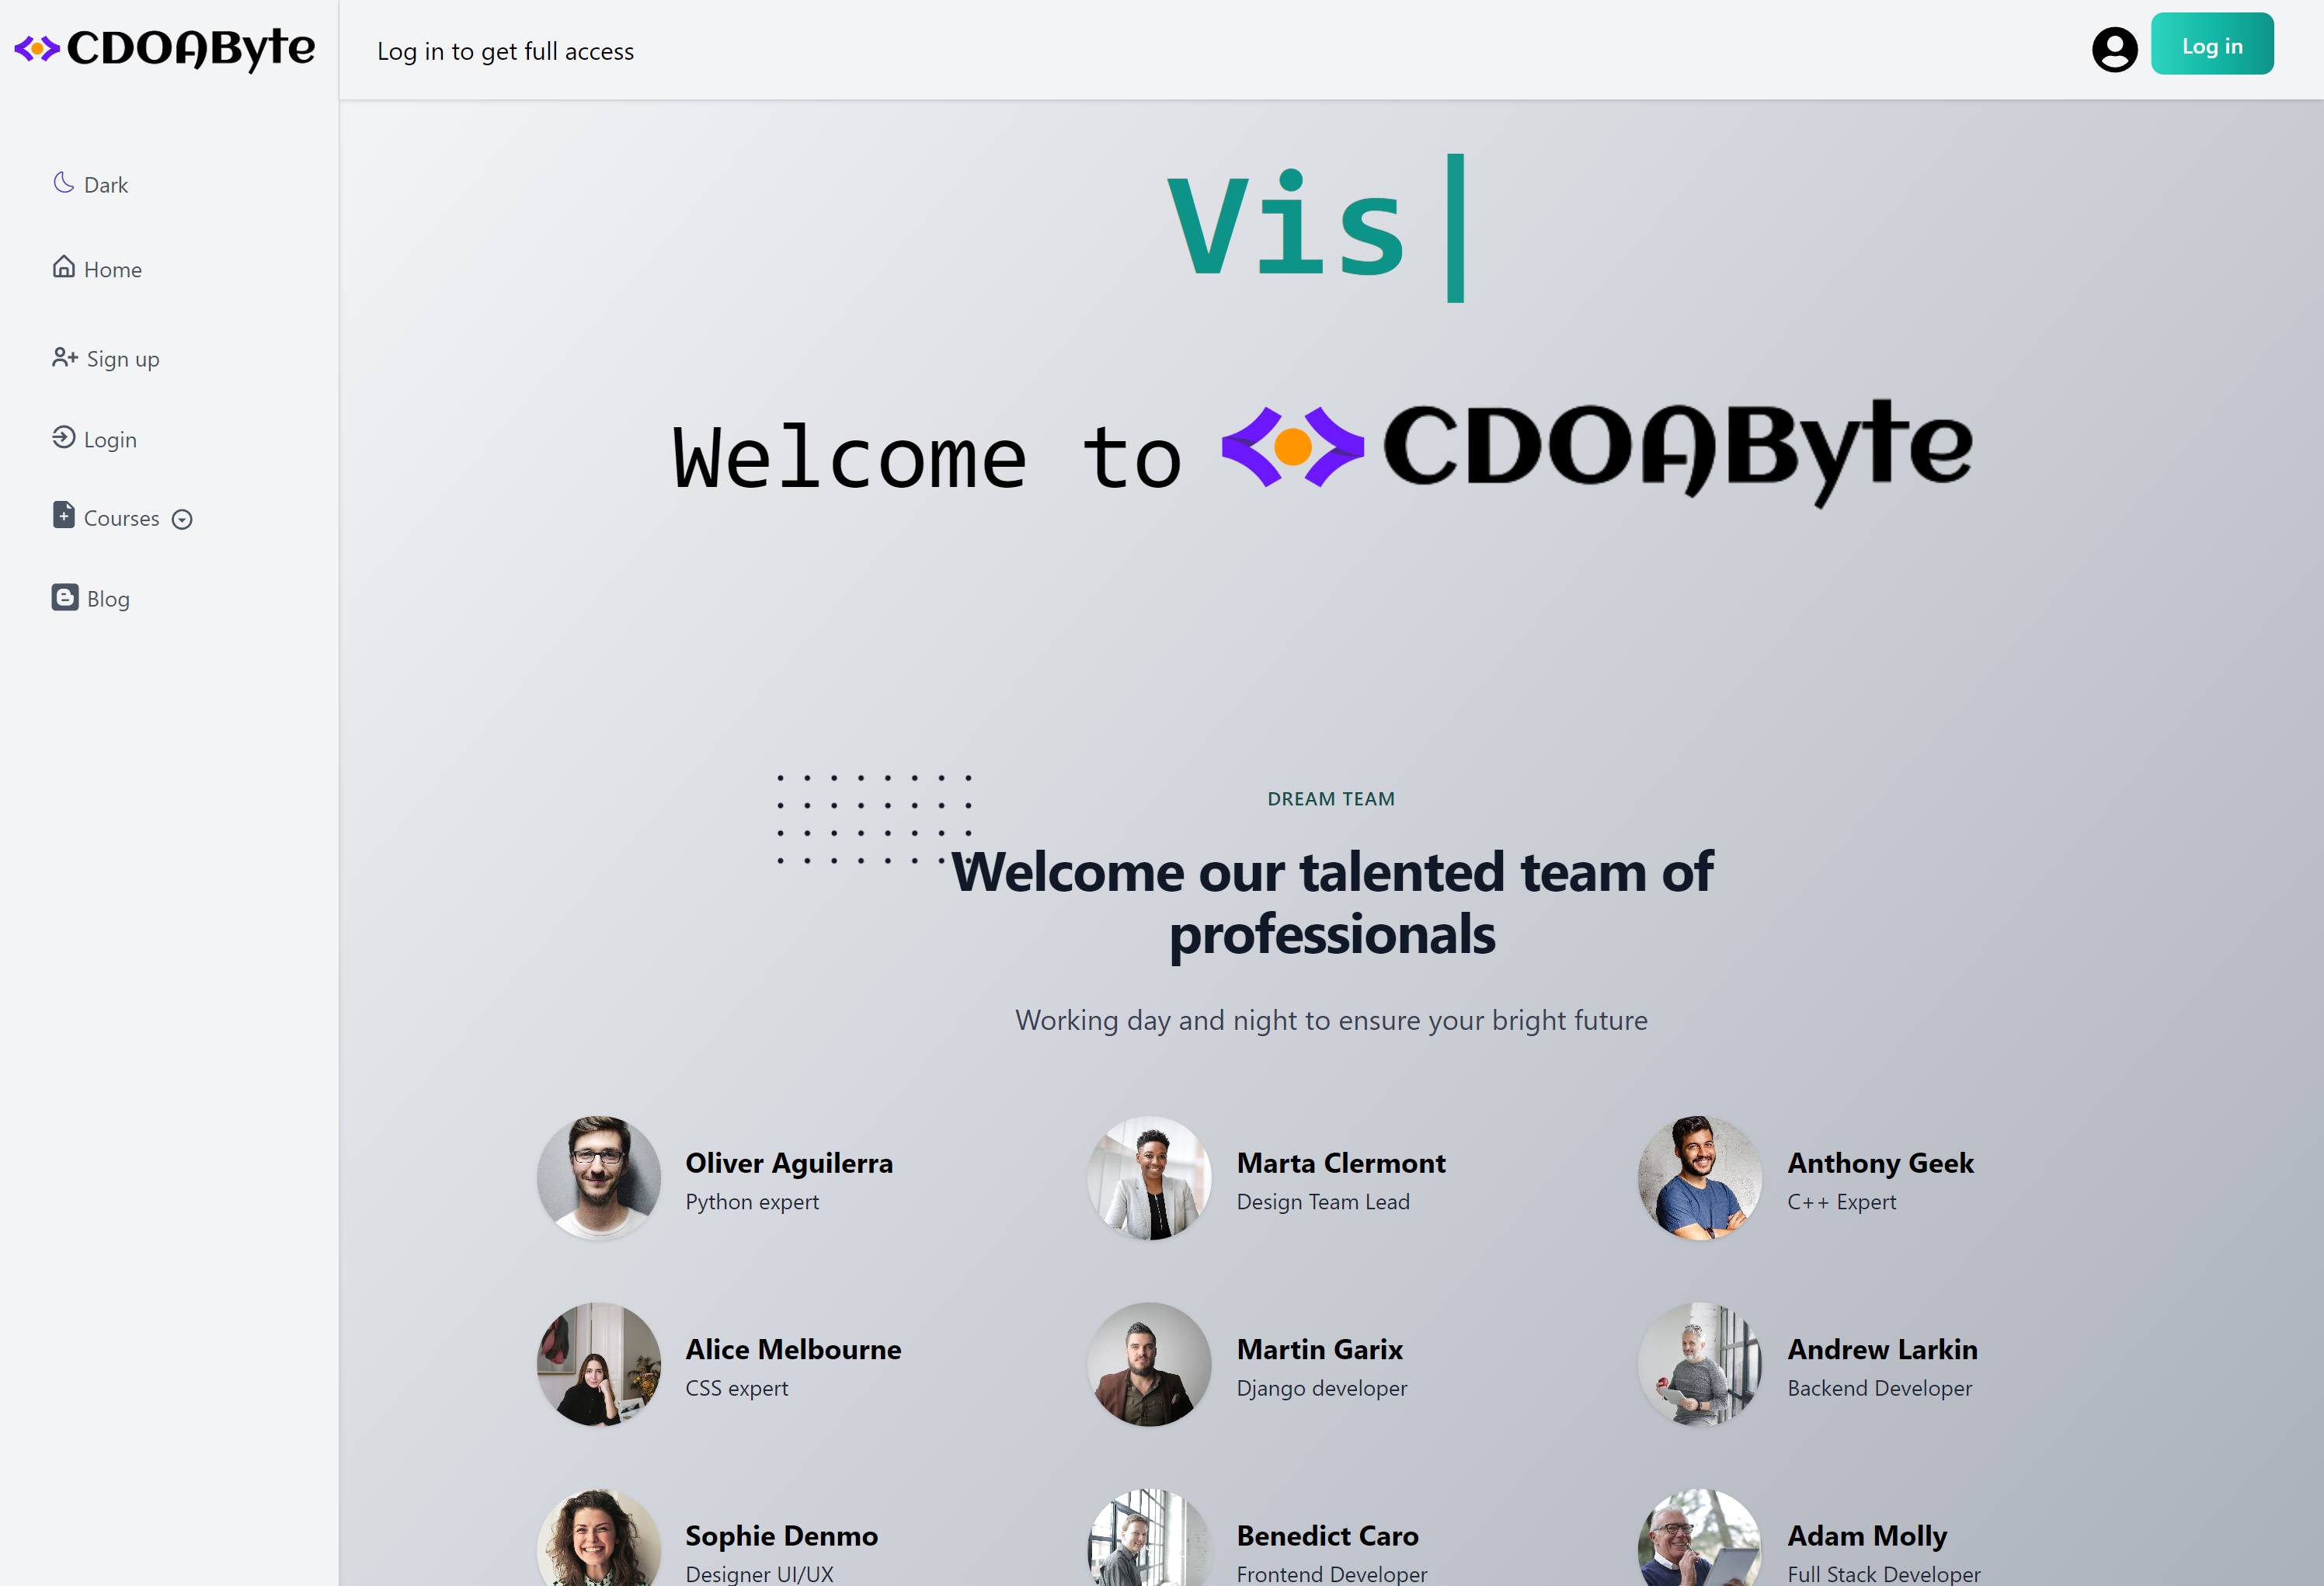 CDOAByte
Log in to get full access
Log in
Dark
Home
Sign up
Login
Courses
Blog
Vis
Welcome to CDOAByte
DREAM TEAM
Welcome our talented team of
professionals
Working day and night to ensure your bright future
Oliver Aguilerra
Python expert
Marta Clermont
Design Team Lead
Anthony Geek
C++ Expert
Alice Melbourne
CSS expert
Martin Garix
Django developer
Andrew Larkin
Backend Developer
Sophie Denmo
Designer UI/UX
Benedict Caro
Frontend Developer
Adam Molly
Full Stack Developer